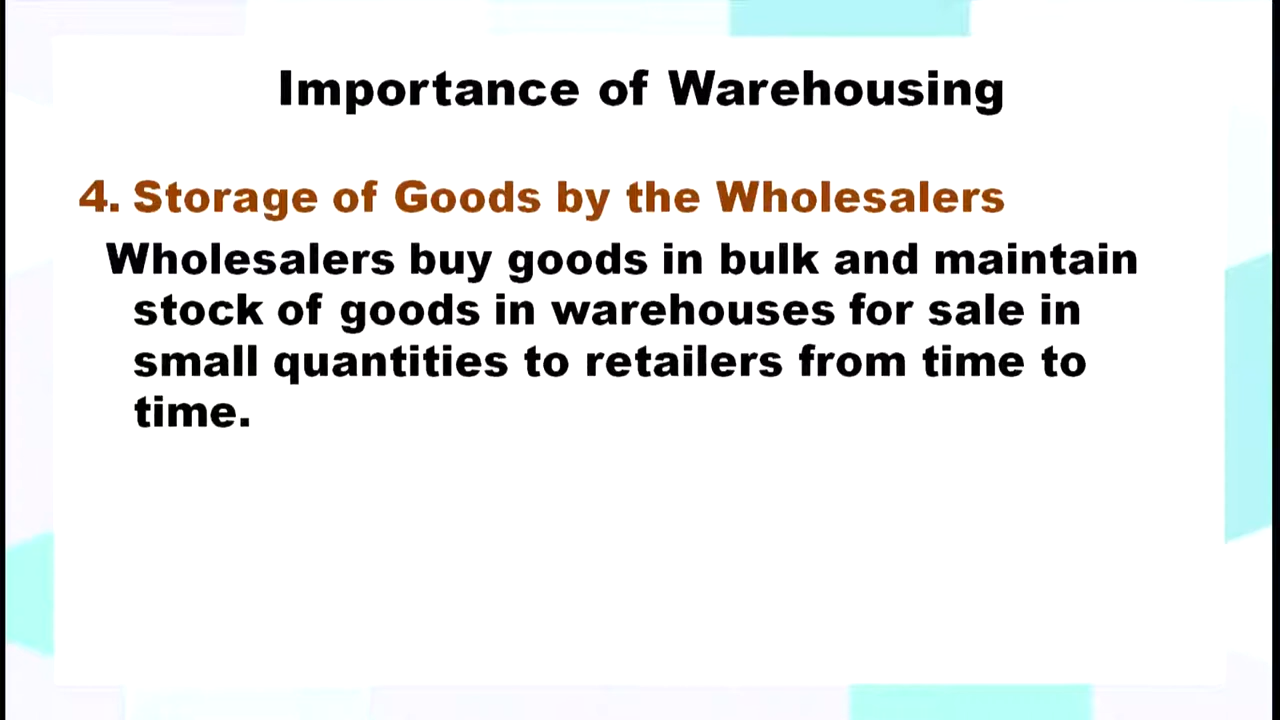 Importance of Warehousing
4. Storage of Goods by the Wholesalers
Wholesalers buy goods in bulk and maintain
stock of goods in warehouses for sale in
small quantities to retailers from time to
time.